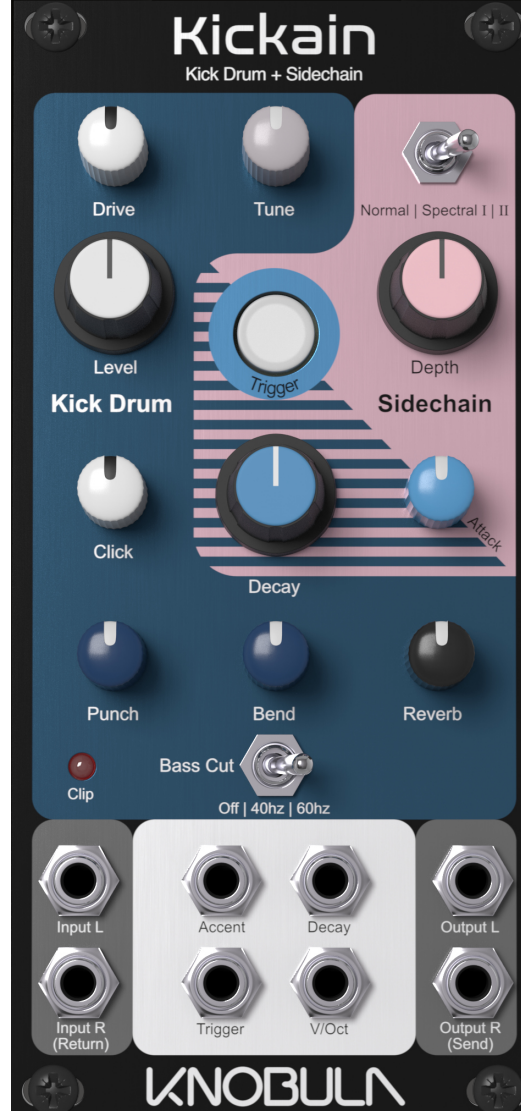 Kickain
Kick Drum + Sidechain
Drive
Tune
Normal | Spectral I | II
Level
Trigger
Depth
Kick Drum
Sidechain
Click
Decay
Attack
Punch
Bend
Reverb
Bass Cut
Clip
Off | 40hz | 60hz
Input L
Accent
Decay
Output L
Input R
(Return)
Trigger
V/Oct
Output R
(Send)
KNOBULA